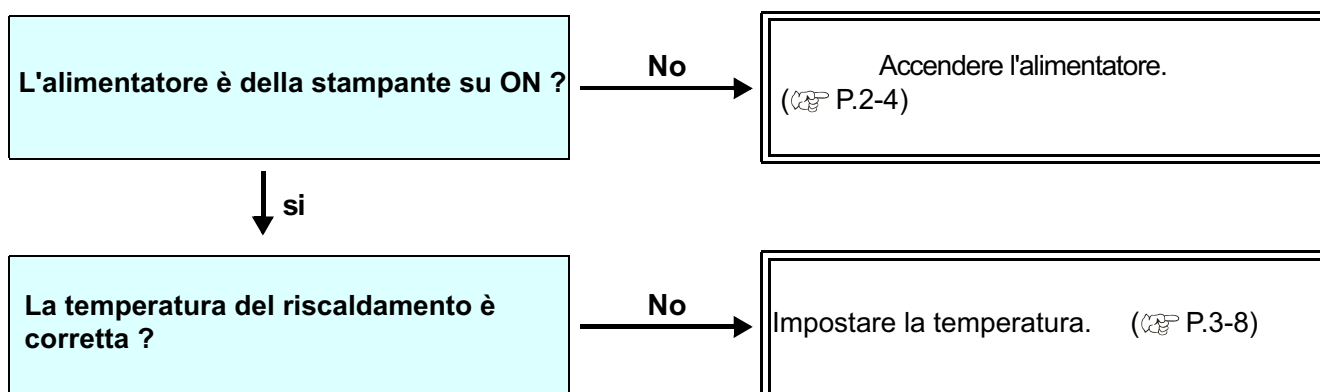 L'alimentatore è della stampante su ON ?
No
Accendere l'alimentatore.
(☞ P.2-4)
si
La temperatura del riscaldamento è
corretta ?
No
Impostare la temperatura. (☞ P.3-8)